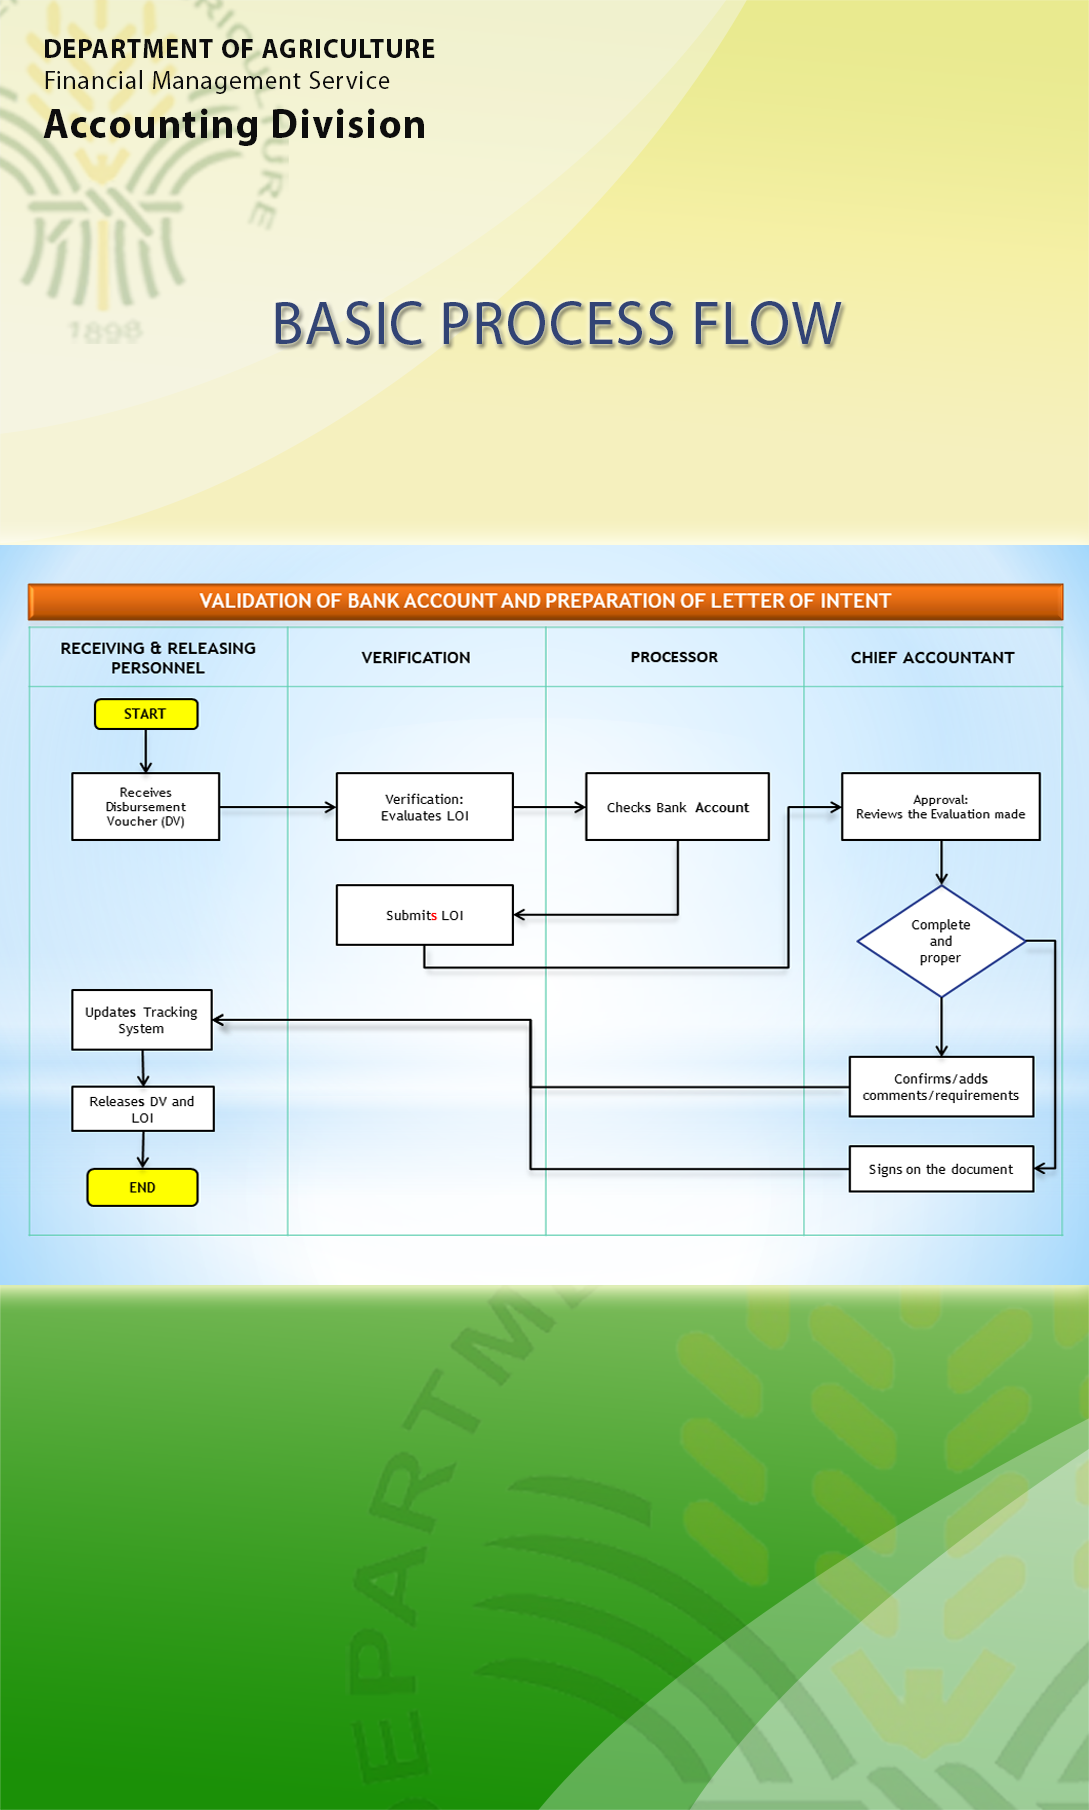 DEPARTMENT OF AGRICULTURE
Financial Management Service
Accounting Division
RICULTURE
1898
BASIC PROCESS FLOW
VALIDATION OF BANK ACCOUNT AND PREPARATION OF LETTER OF INTENT
RECEIVING & RELEASING
PERSONNEL
VERIFICATION
PROCESSOR
CHIEF ACCOUNTANT
START
Receives
Disbursement
Voucher (DV)
Verification:
Evaluates LOI
Checks Bank Account
Approval:
Reviews the Evaluation made
Submits LOI
Complete
and
proper
Updates Tracking
System
Confirms/adds
comments/requirements
Releases DV and
LOI
Signs on the document
END
DEPARTME